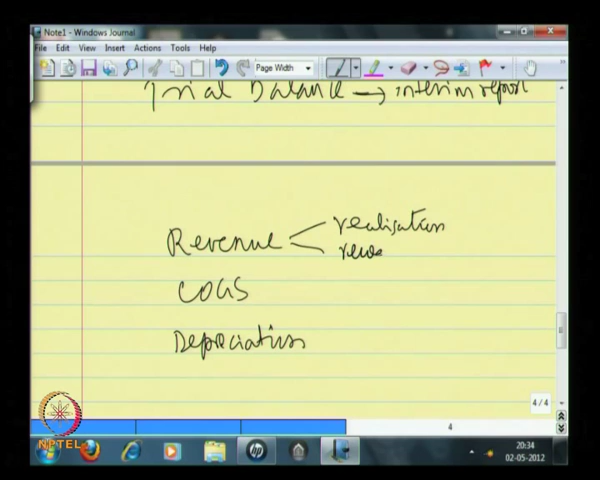 Note1 - Windows Journal
File Edit View Insert Actions Tools Help
Page Width
Trial Balance → interim report
Revenue
realisation
COGS
Depreciation
4/4
4
NPTEL
hp
20:34
02-05-2012